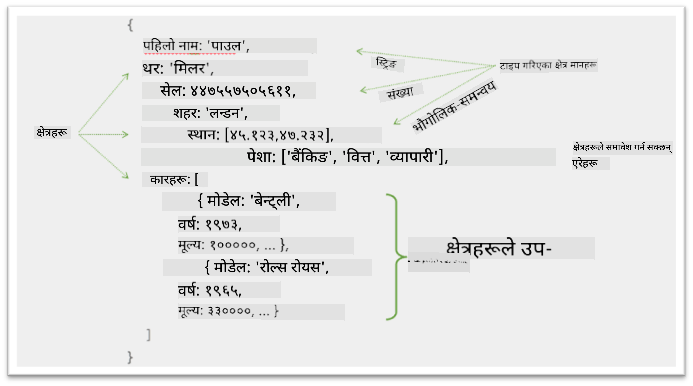 {
पहिलो नाम: 'पाउल',
थर: 'मिलर',
सेल: ४४७५५७५०५६११,
शहर: 'लन्डन',
स्थान: [४५.१२३,४७.२३२],
पेशा: ['बैंकिङ', 'वित्त', 'व्यापारी'],
कारहरू: [
{ मोडेल: 'बेन्ट्ली',
वर्ष: १९७३,
मूल्य: १०००००, ... },
{ मोडेल: 'रोल्स रोयस',
वर्ष: १९६५,
मूल्य: ३३००००, ... }
]
}
क्षेत्रहरू
स्ट्रिङ
संख्या
भौगोलिक-समन्वय
टाइप गरिएका क्षेत्र मानहरू
क्षेत्रहरूले समावेश गर्न सक्छन्
एरेहरू
क्षेत्रहरूले उप-